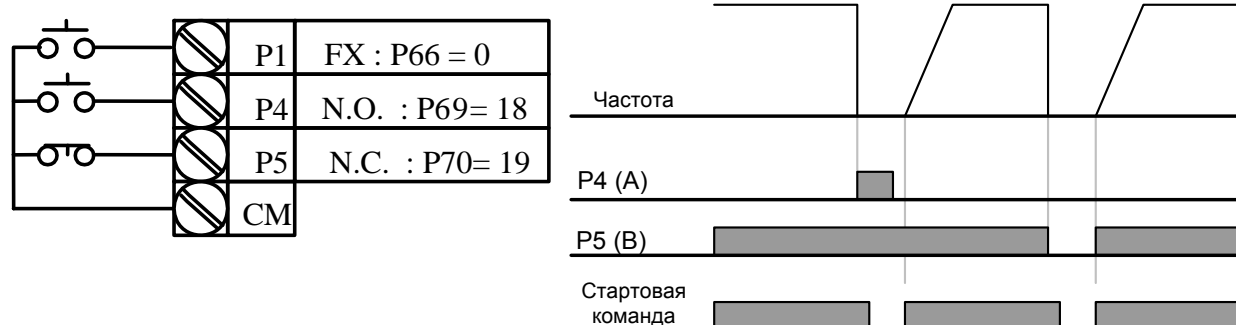 P1 FX : P66 = 0
P4 N.O. : P69= 18
P5 N.C. : P70= 19
CM
Частота
P4 (A)
P5 (B)
Стартовая
команда